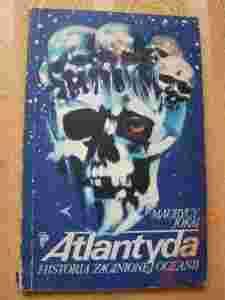 MAURYCY
JOKAI
Atlantyda
HISTORIA ZAGINIONEJ OCEANII